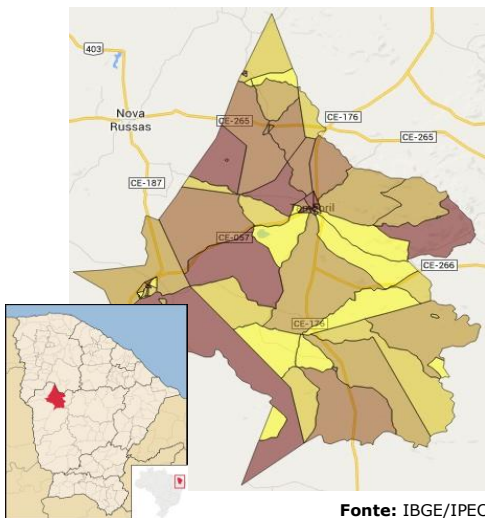 403
CE-176
Nova
Russas
CE-265
CE-265
CE-187
Tamboril
CE-057
CE-266
CE-176
Fonte: IBGE/IPEC